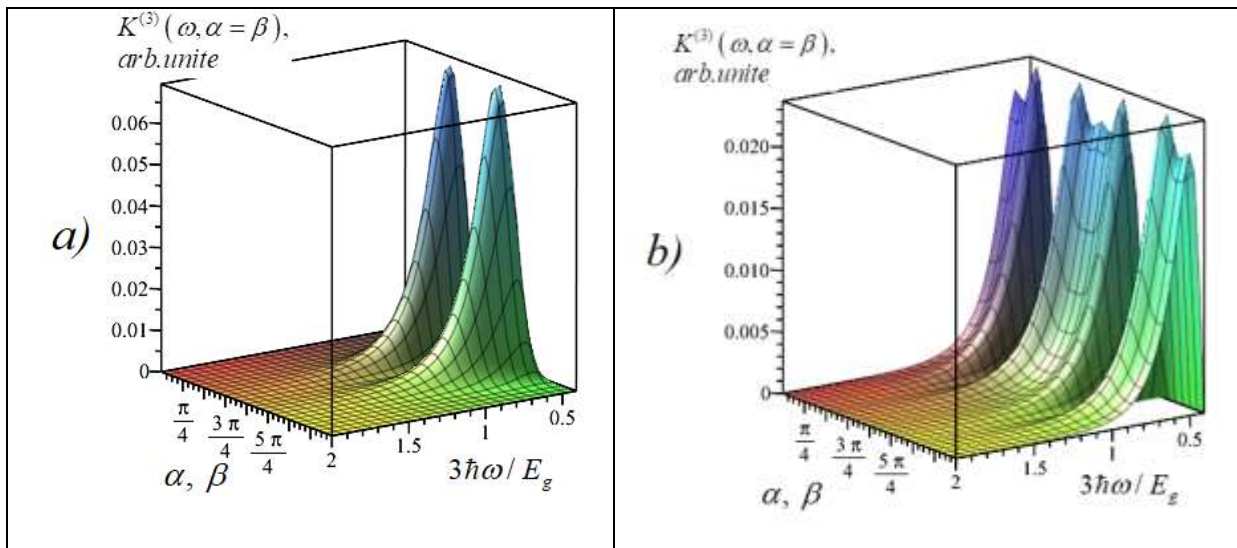 K^(3)(ω, α = β),
arb.unite
a)
0.06
0.05
0.04
0.03
0.02
0.01
0
π/4
3π/4
5π/4
2
1.5
1
0.5
α, β
3ħω / E_g
K^(3)(ω, α = β),
arb.unite
b)
0.020
0.015
0.010
0.005
0
π/4
3π/4
5π/4
2
1.5
1
0.5
α, β
3ħω / E_g